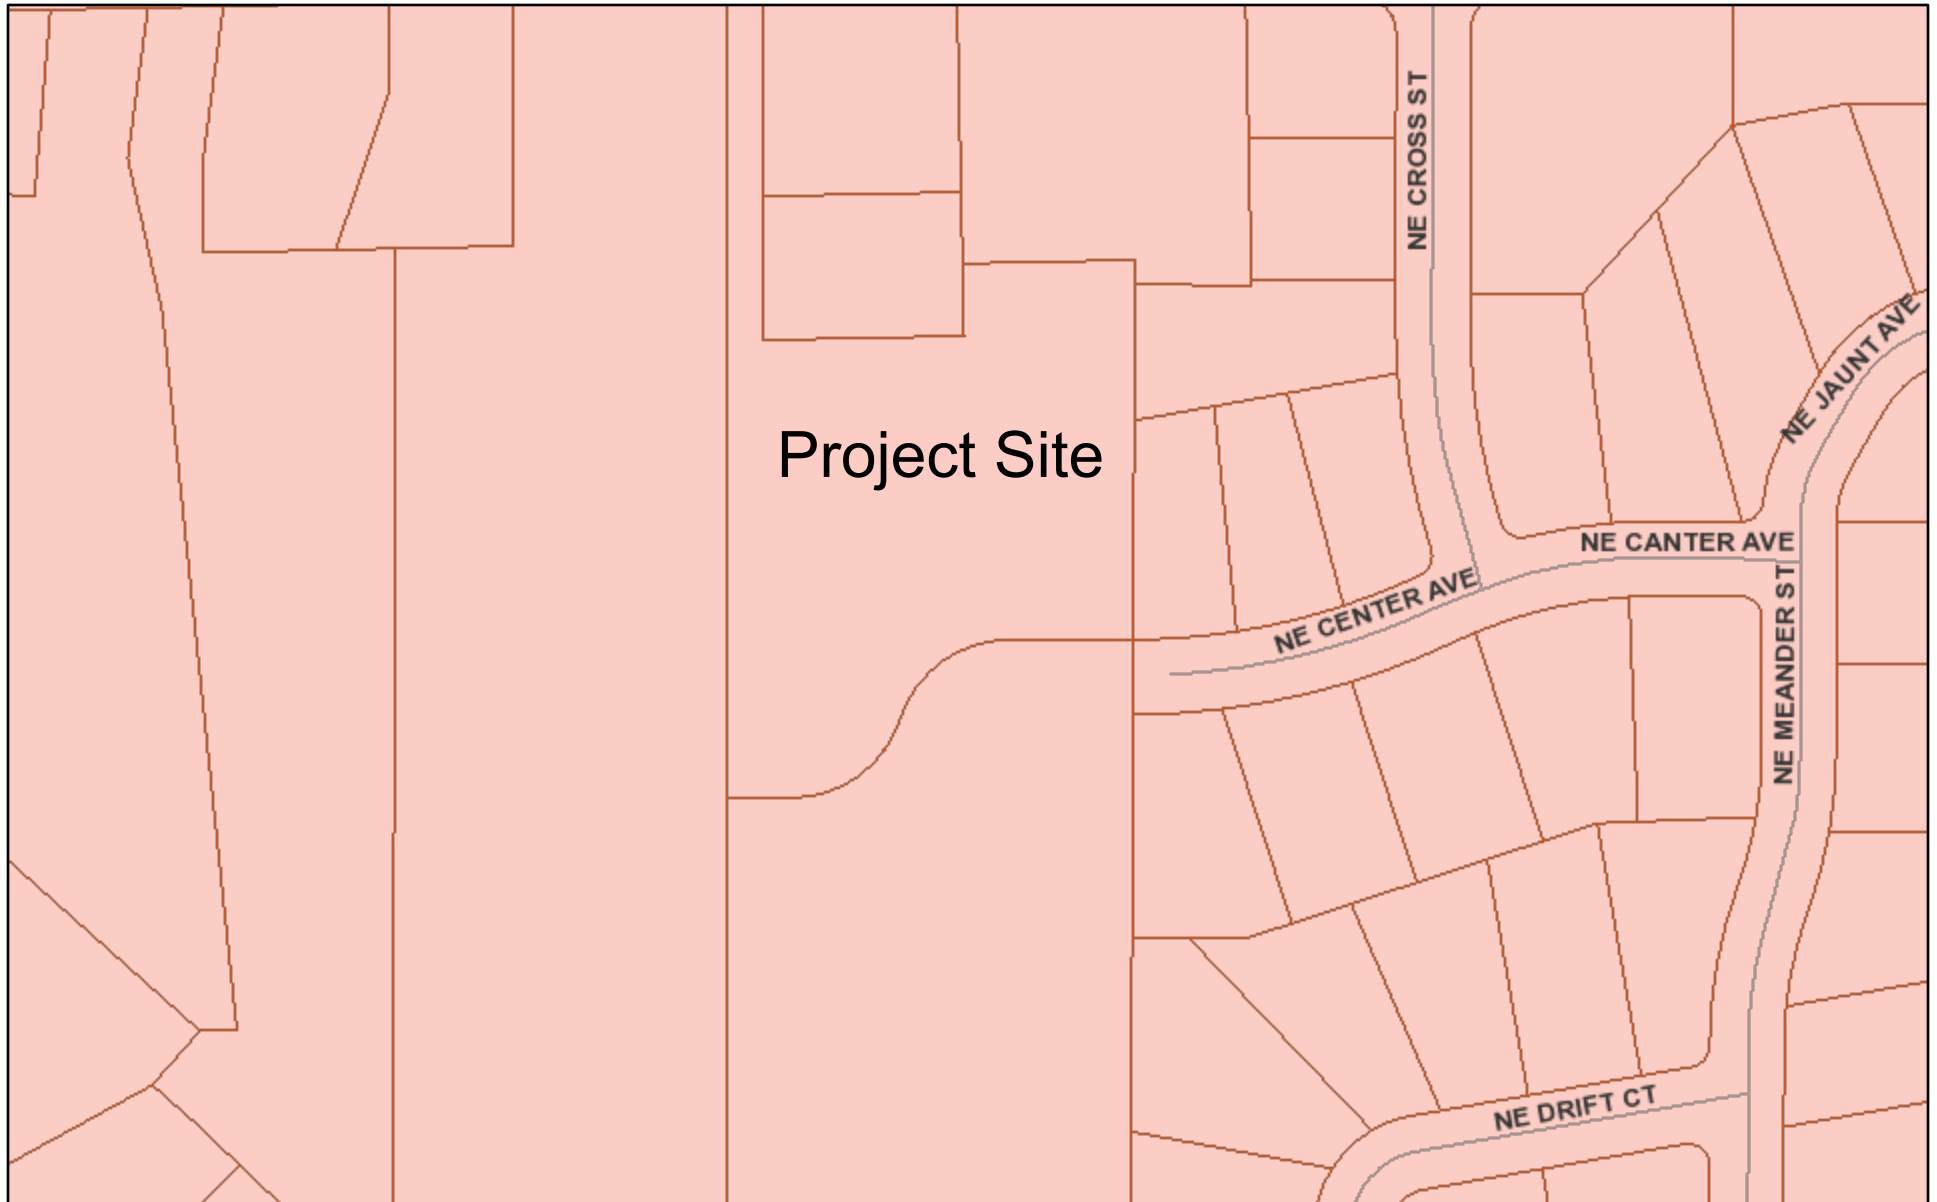 NE CROSS ST
NE JAUNT AVE
Project Site
NE CANTER AVE
NE CENTER AVE
NE MEANDER ST
NE DRIFT CT